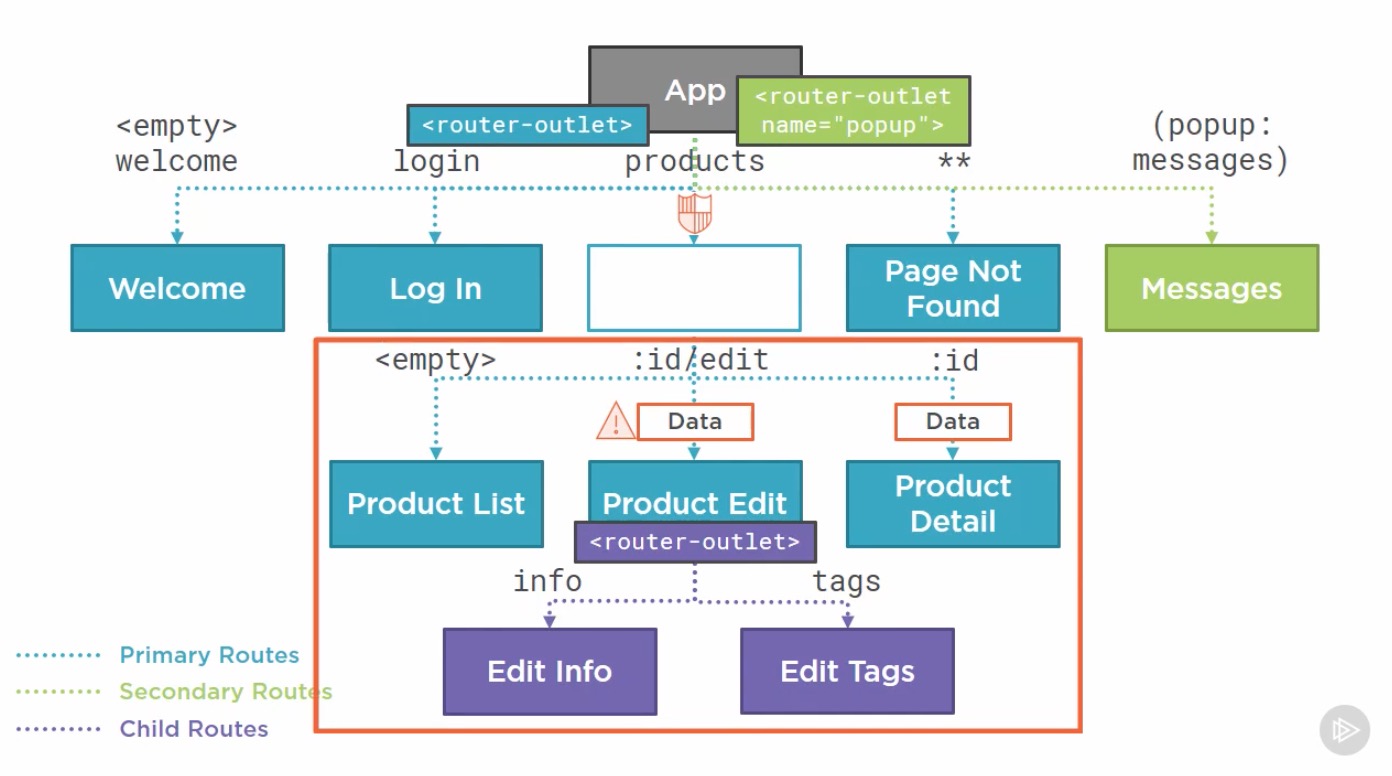 App
<router-outlet>
<router-outlet
name="popup">
<empty>
welcome
login
products
**
(popup:
messages)
Welcome
Log In
Page Not
Found
Messages
<empty>
:id/edit
:id
Data
Data
Product List
Product Edit
<router-outlet>
Product
Detail
info
tags
Edit Info
Edit Tags
Primary Routes
Secondary Routes
Child Routes